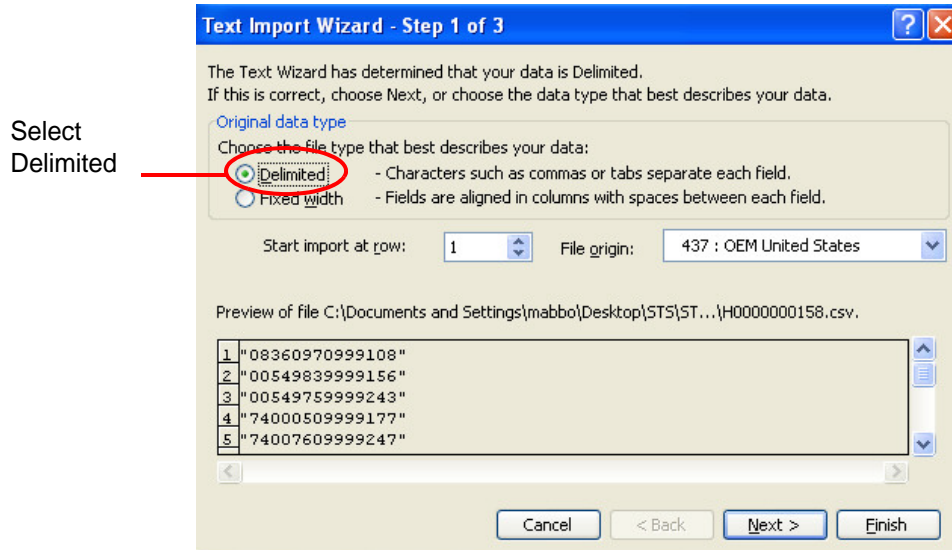 Text Import Wizard - Step 1 of 3
The Text Wizard has determined that your data is Delimited.
If this is correct, choose Next, or choose the data type that best describes your data.
Select
Delimited
Original data type
Choose the file type that best describes your data:
Delimited - Characters such as commas or tabs separate each field.
Fixed width - Fields are aligned in columns with spaces between each field.
Start import at row: 1 File origin: 437 : OEM United States
Preview of file C:\Documents and Settings\mabbo\Desktop\STS\ST...\H0000000158.csv.
1 "08360970999108"
2 "00549839999156"
3 "00549759999243"
4 "74000509999177"
5 "74007609999247"
Cancel < Back Next > Finish